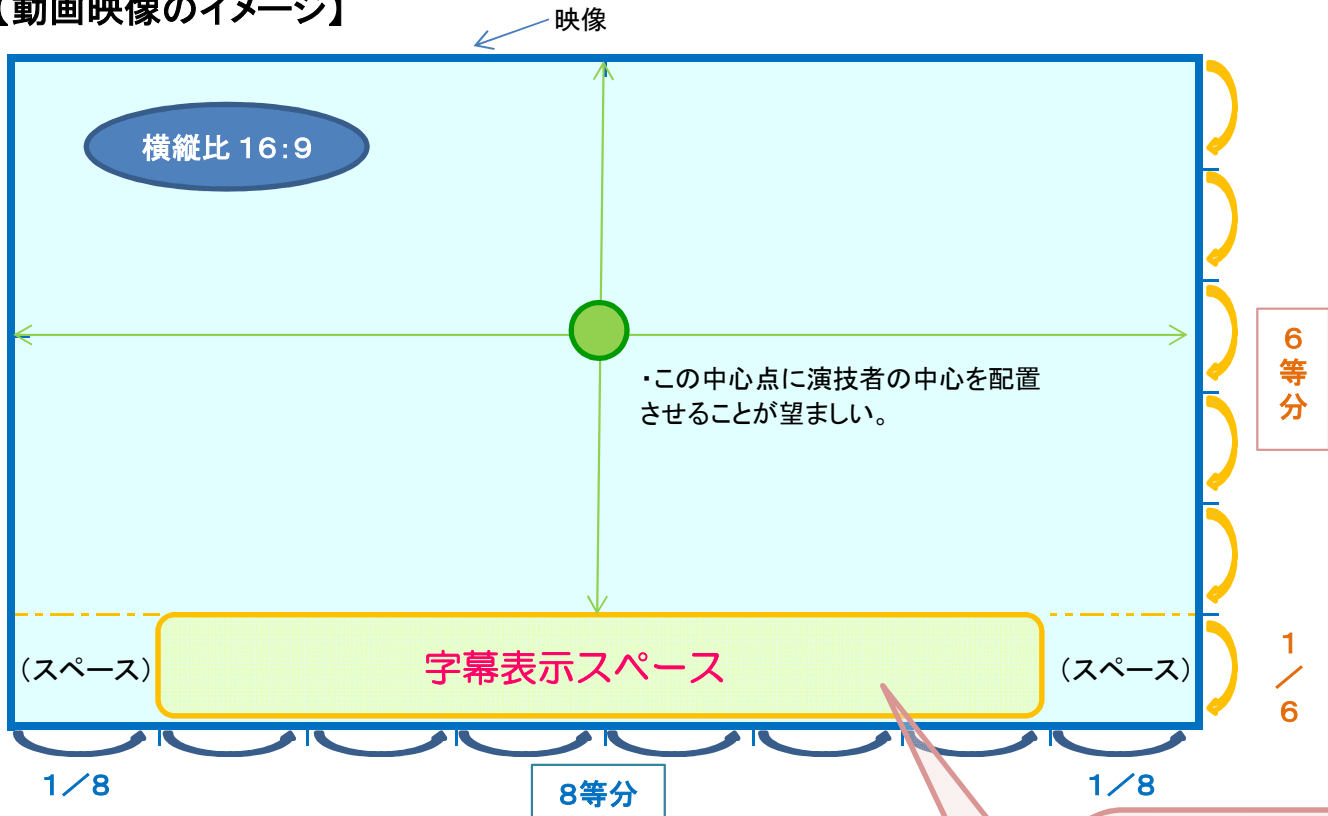 【動画映像のイメージ】
映像
横縦比 16:9
・この中心点に演技者の中心を配置
させることが望ましい。
6
等
分
(スペース)
字幕表示スペース
(スペース)
1
／
6
1／8
8等分
1／8